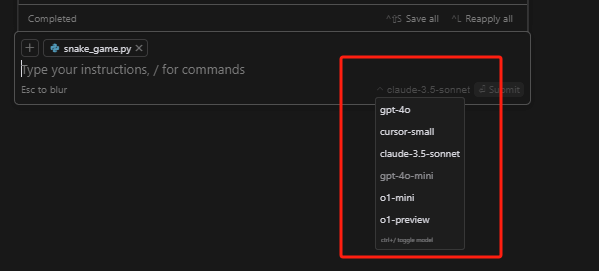 Completed
^⇧S Save all
^L Reapply all
+
snake_game.py ×
Type your instructions, / for commands
Esc to blur
^ claude-3.5-sonnet
Submit
gpt-4o
cursor-small
claude-3.5-sonnet
gpt-4o-mini
o1-mini
o1-preview
ctrl+/ toggle model